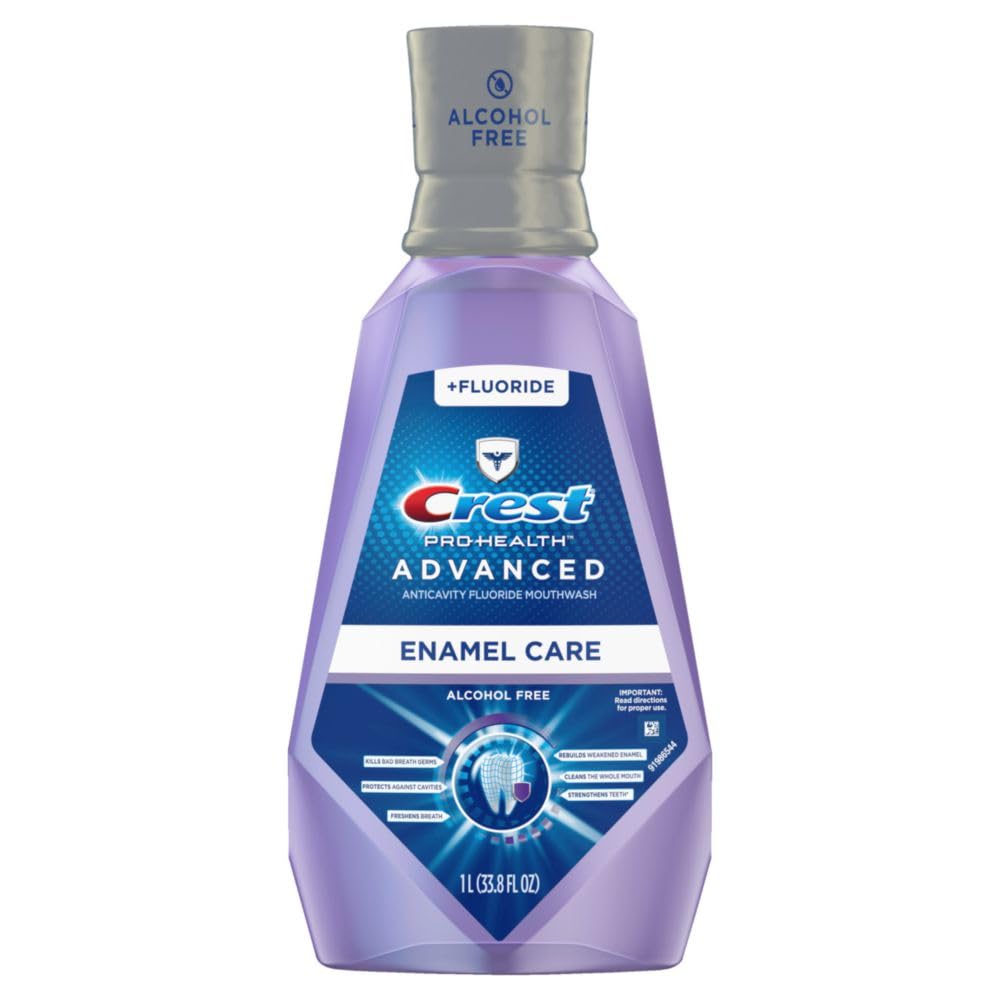 ALCOHOL
FREE
+FLUORIDE
Crest
PRO-HEALTH™
ADVANCED
ANTICAVITY FLUORIDE MOUTHWASH
ENAMEL CARE
ALCOHOL FREE
IMPORTANT:
Read directions
for proper use.
91986544
KILLS BAD BREATH GERMS
PROTECTS AGAINST CAVITIES
FRESHENS BREATH
REBUILDS WEAKENED ENAMEL
CLEANS THE WHOLE MOUTH
STRENGTHENS TEETH*
1 L (33.8 FL OZ)